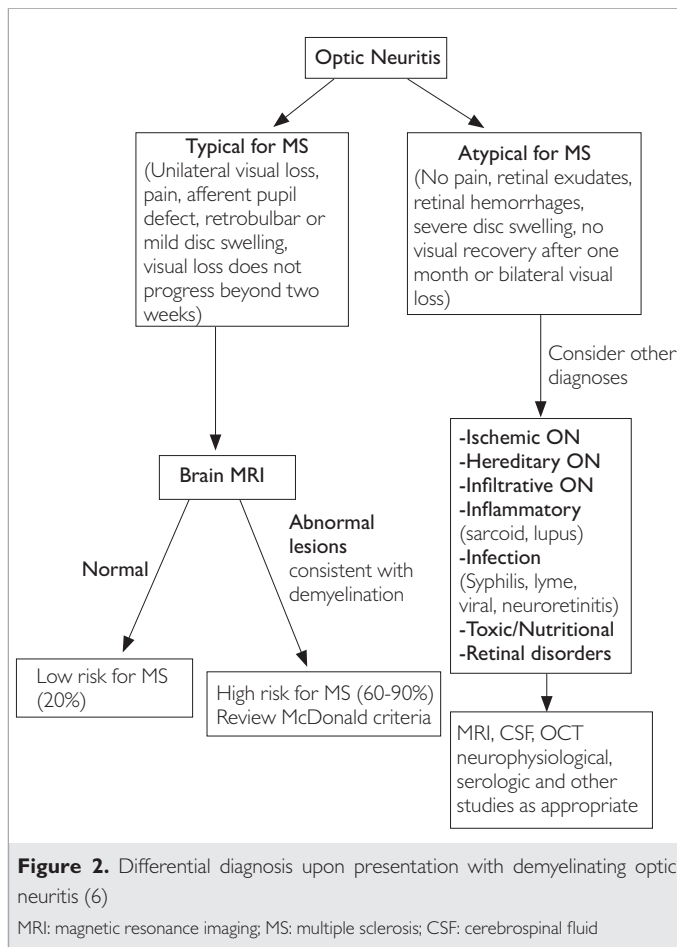 Optic Neuritis
Typical for MS
(Unilateral visual loss,
pain, afferent pupil
defect, retrobulbar or
mild disc swelling,
visual loss does not
progress beyond two
weeks)
Atypical for MS
(No pain, retinal exudates,
retinal hemorrhages,
severe disc swelling, no
visual recovery after one
month or bilateral visual
loss)
Consider other
diagnoses
Brain MRI
Normal
Abnormal
lesions
consistent with
demyelination
Low risk for MS
(20%)
High risk for MS (60-90%)
Review McDonald criteria
-Ischemic ON
-Hereditary ON
-Infiltrative ON
-Inflammatory
(sarcoid, lupus)
-Infection
(Syphilis, lyme,
viral, neuroretinitis)
-Toxic/Nutritional
-Retinal disorders
MRI, CSF, OCT
neurophysiological,
serologic and other
studies as appropriate
Figure 2. Differential diagnosis upon presentation with demyelinating optic
neuritis (6)
MRI: magnetic resonance imaging; MS: multiple sclerosis; CSF: cerebrospinal fluid